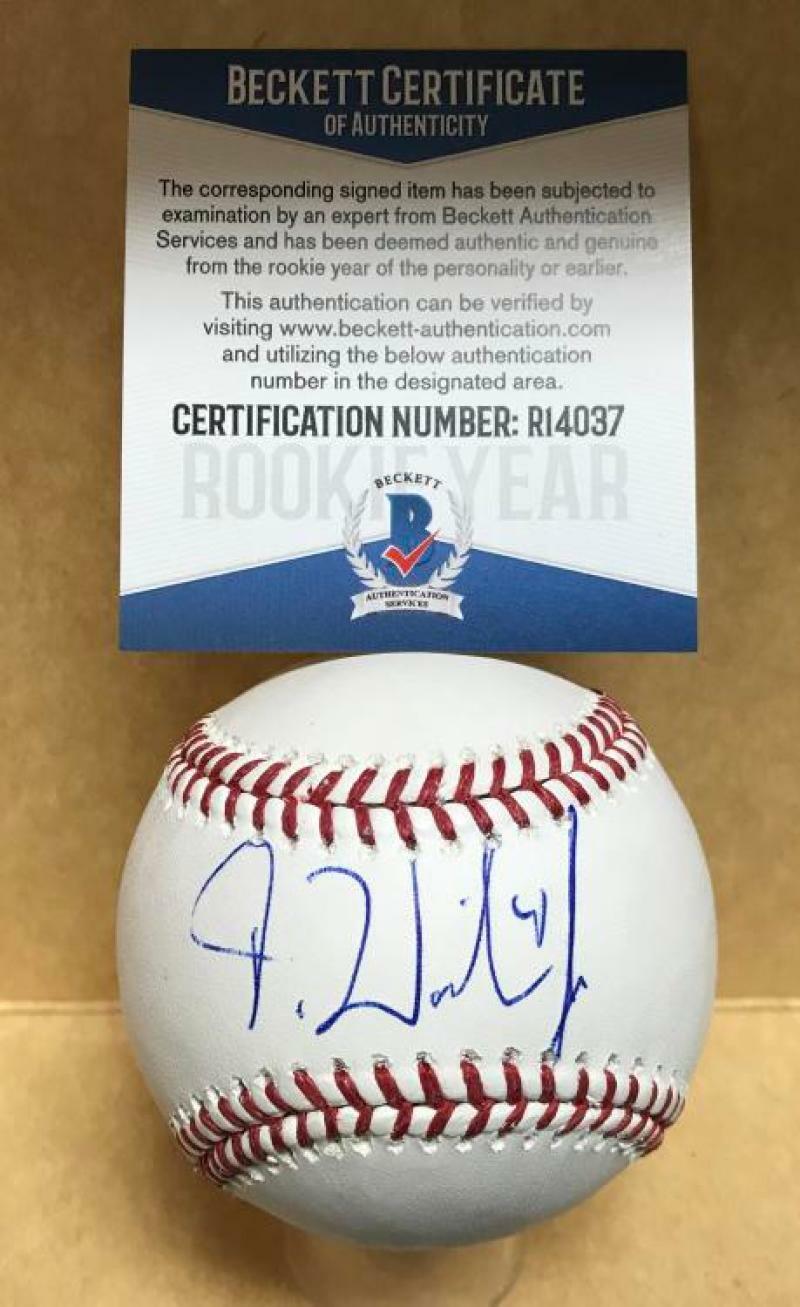 BECKETT CERTIFICATE
OF AUTHENTICITY
The corresponding signed item has been subjected to
examination by an expert from Beckett Authentication
Services and has been deemed authentic and genuine
from the rookie year of the personality or earlier.
This authentication can be verified by
visiting www.beckett-authentication.com
and utilizing the below authentication
number in the designated area.
CERTIFICATION NUMBER: R14037
ROOKIE YEAR
BECKETT
B
AUTHENTICATION
SERVICES
J.